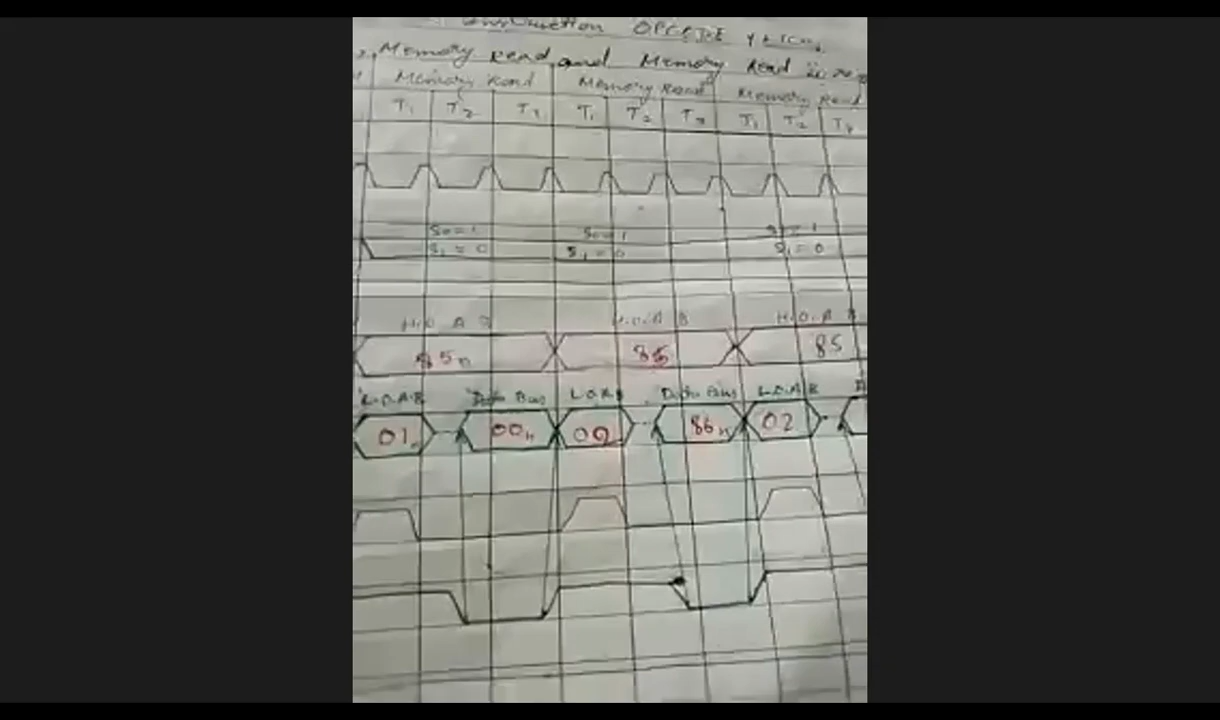 OPCODE
Memory Read and Memory Read
Memory Read Memory Read Memory Read
T₁ T₂ T₃ T₁ T₂ T₃ T₁ T₂ T₃
S₀=1 S₀=1 S₀=1
S₁=0 S₁=0 S₁=0
H.O.A.B H.O.A.B H.O.A
85H 85 85
L.O.A.B Data Bus L.O.A.B Data Bus L.O.A.B
01 00H 02 86H 02